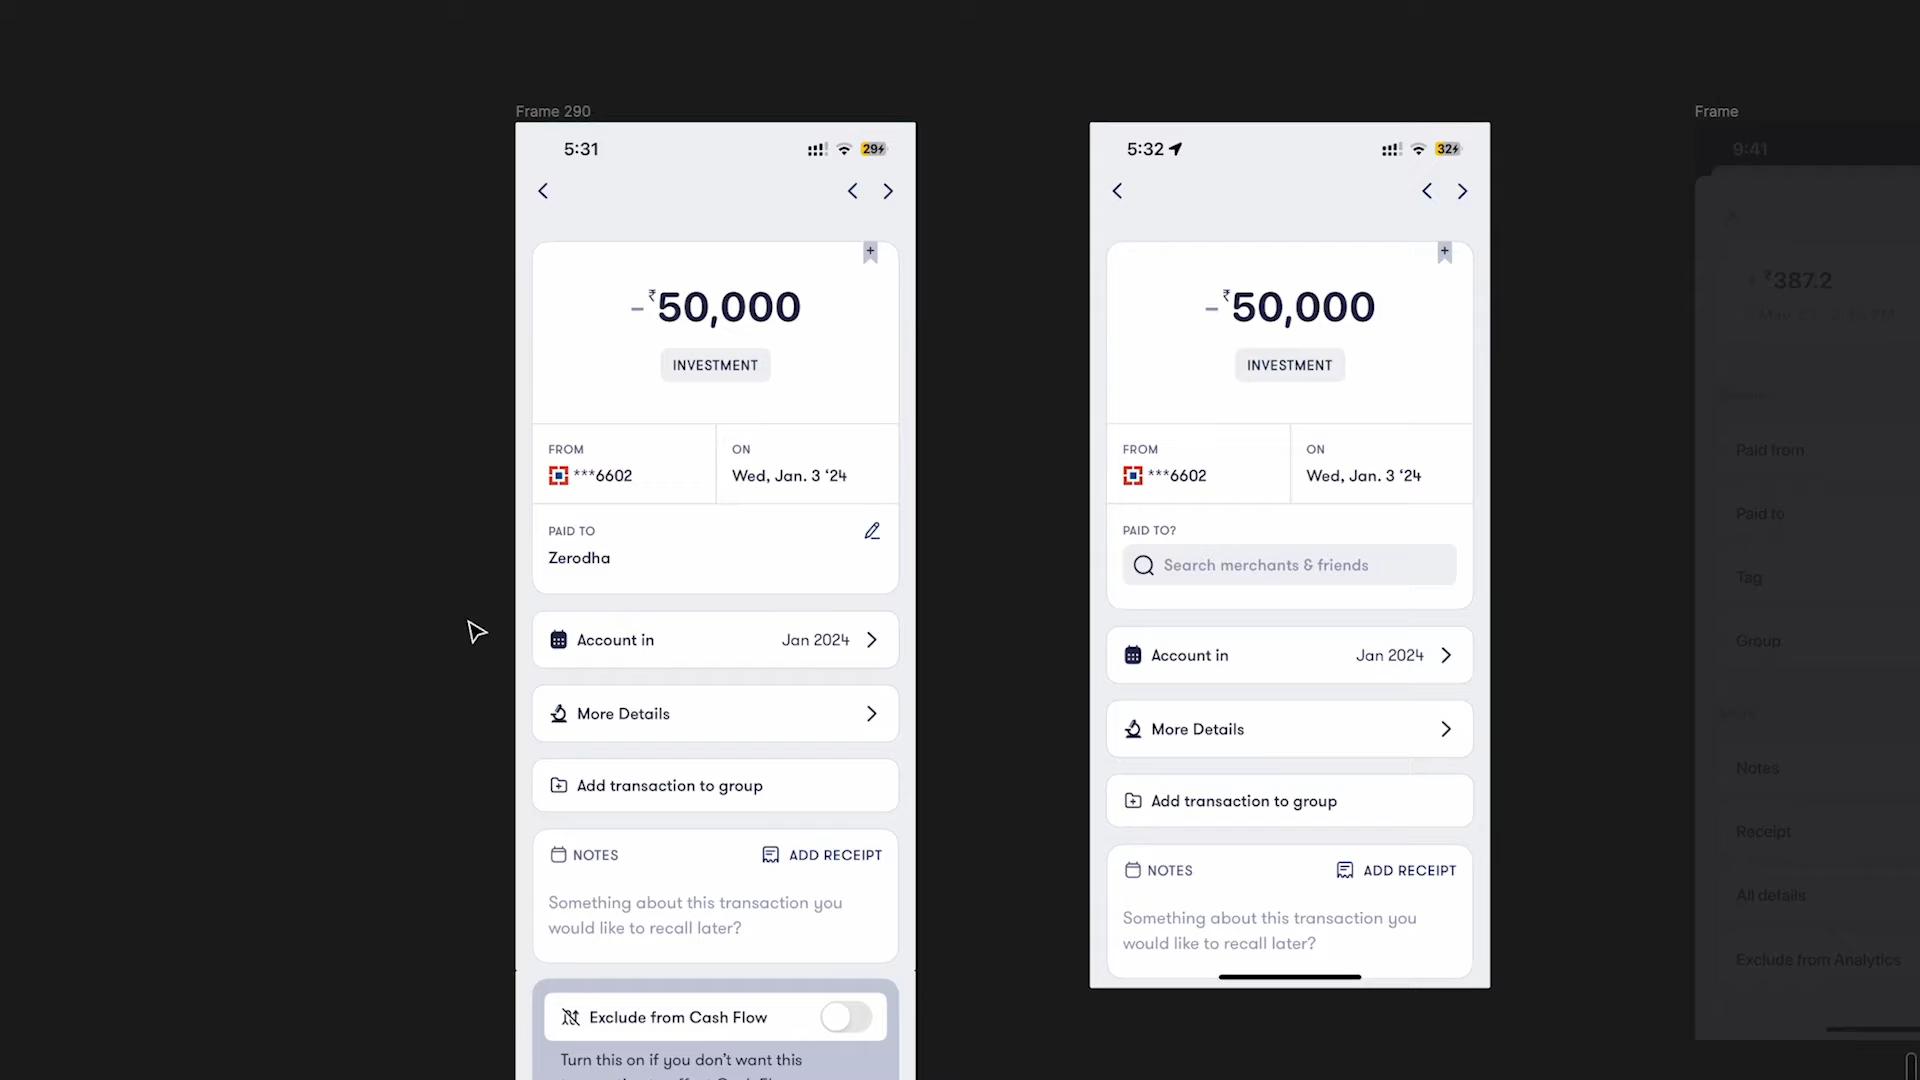 Frame 290
5:31
29
-₹50,000
INVESTMENT
FROM
***6602
ON
Wed, Jan. 3 ‘24
PAID TO
Zerodha
Account in
Jan 2024
More Details
Add transaction to group
NOTES
ADD RECEIPT
Something about this transaction you
would like to recall later?
Exclude from Cash Flow
Turn this on if you don’t want this
5:32
32
-₹50,000
INVESTMENT
FROM
***6602
ON
Wed, Jan. 3 ‘24
PAID TO?
Search merchants & friends
Account in
Jan 2024
More Details
Add transaction to group
NOTES
ADD RECEIPT
Something about this transaction you
would like to recall later?
Frame
9:41
₹387.2
Paid from
Paid to
Tag
Group
Notes
Receipt
All details
Exclude from Analytics